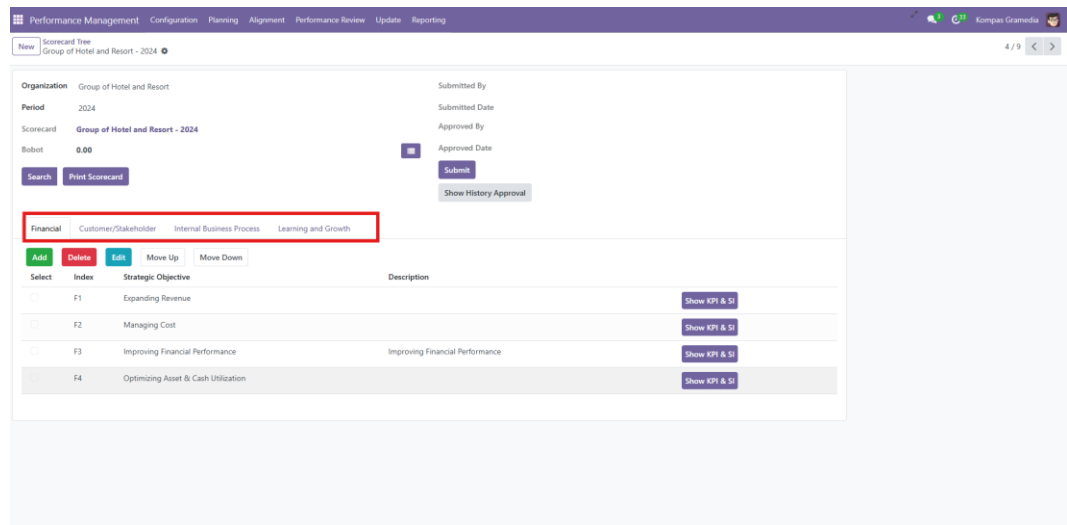 Performance Management Configuration Planning Alignment Performance Review Update Reporting 3 33 Kompas Gramedia
New Scorecard Tree
Group of Hotel and Resort - 2024 4 / 9
Organization Group of Hotel and Resort Submitted By
Period 2024 Submitted Date
Scorecard Group of Hotel and Resort - 2024 Approved By
Bobot 0.00 Approved Date
Search Print Scorecard Submit
Show History Approval
Financial Customer/Stakeholder Internal Business Process Learning and Growth
Add Delete Edit Move Up Move Down
Select Index Strategic Objective Description
F1 Expanding Revenue Show KPI & SI
F2 Managing Cost Show KPI & SI
F3 Improving Financial Performance Improving Financial Performance Show KPI & SI
F4 Optimizing Asset & Cash Utilization Show KPI & SI